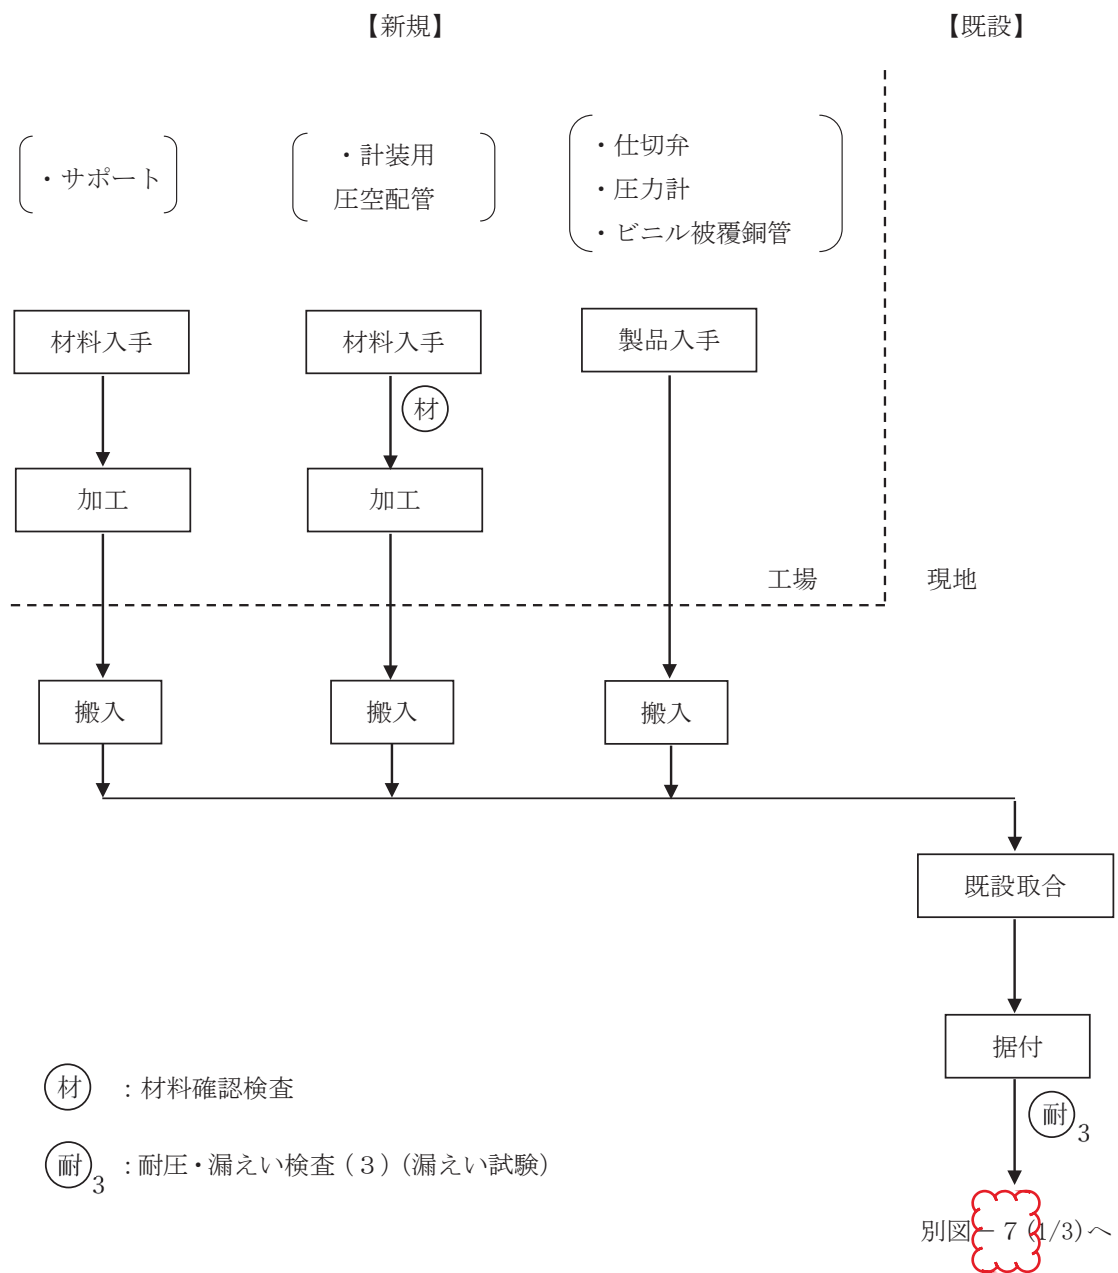 【新規】
【既設】
・サポート
・計装用
圧空配管
・仕切弁
・圧力計
・ビニル被覆銅管
材料入手
材料入手
製品入手
材
加工
加工
工場
現地
搬入
搬入
搬入
既設取合
据付
耐3
材 : 材料確認検査
耐3 : 耐圧・漏えい検査(3)(漏えい試験)
別図－7(1/3)へ